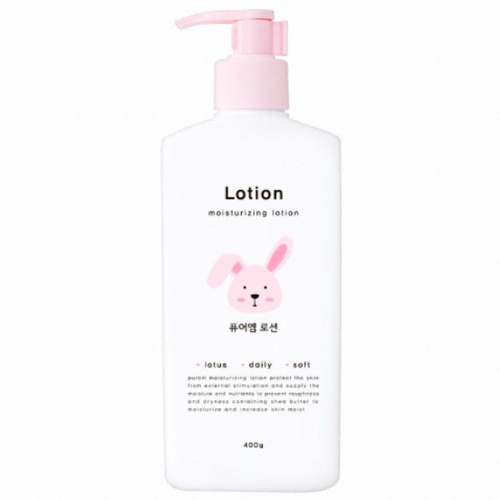 Lotion
moisturizing lotion
퓨어엠 로션
+ lotus + daily + soft
purom moisturizing lotion protect the skin
from external stimulation and supply the
moisture and nutrients to prevent roughness
and dryness containing shea butter to
moisturize and increase skin moist
400g